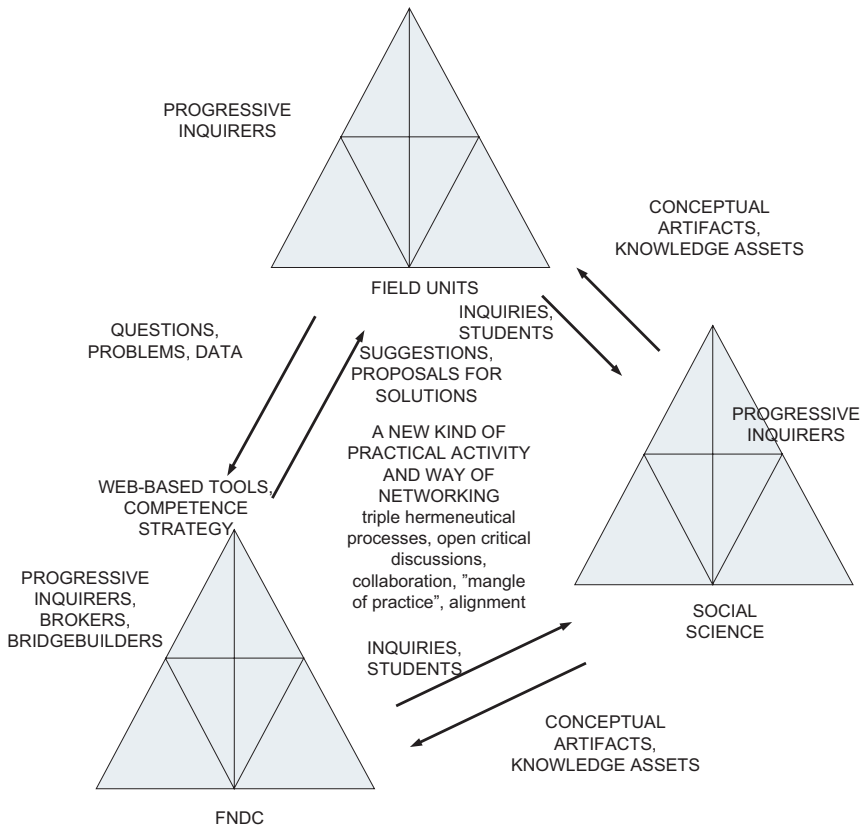 PROGRESSIVE
INQUIRERS
CONCEPTUAL
ARTIFACTS,
KNOWLEDGE ASSETS
FIELD UNITS
INQUIRIES,
STUDENTS
QUESTIONS,
PROBLEMS, DATA
SUGGESTIONS,
PROPOSALS FOR
SOLUTIONS
PROGRESSIVE
INQUIRERS
A NEW KIND OF
PRACTICAL ACTIVITY
AND WAY OF
NETWORKING
triple hermeneutical
processes, open critical
discussions,
collaboration, ”mangle
of practice”, alignment
WEB-BASED TOOLS,
COMPETENCE
STRATEGY
PROGRESSIVE
INQUIRERS,
BROKERS,
BRIDGEBUILDERS
SOCIAL
SCIENCE
INQUIRIES,
STUDENTS
CONCEPTUAL
ARTIFACTS,
KNOWLEDGE ASSETS
FNDC